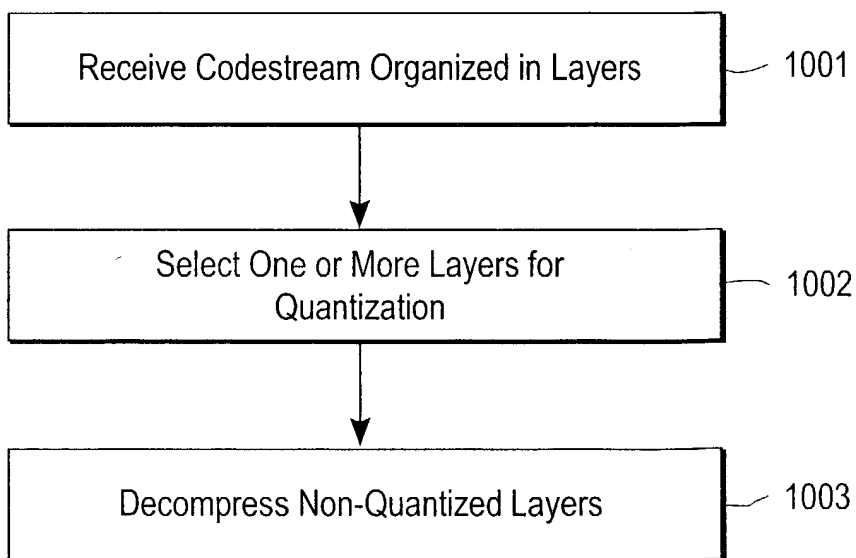 Receive Codestream Organized in Layers
1001
Select One or More Layers for
Quantization
1002
Decompress Non-Quantized Layers
1003